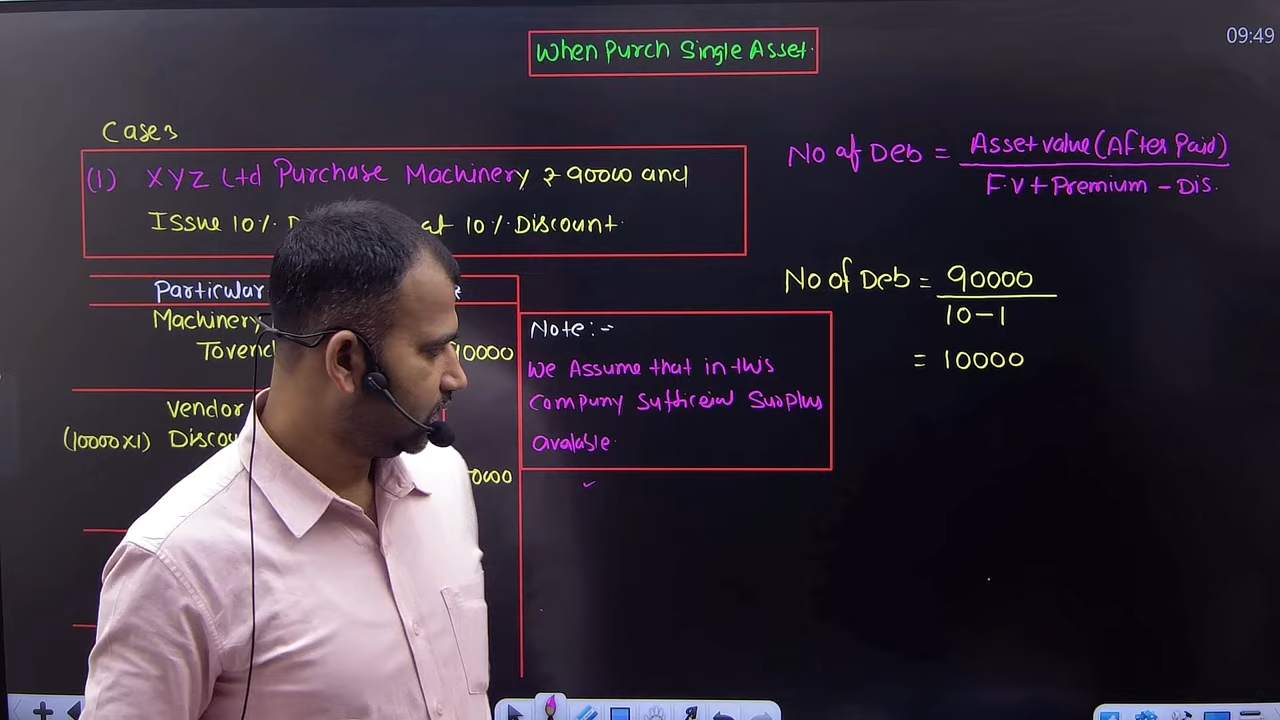 When Purch Single Asset.
09:49
Cases
(1) XYZ Ltd Purchase Machinery ₹ 90000 and
Issue 10% D at 10% Discount.
No of Deb = Asset value (After Paid)
F.V + Premium - Dis.
No of Deb = 90000
10-1
= 10000
Particular
Machinery
To vend 10000
Vendor
(10000x1) Discou
0000
Note:-
We Assume that in this
Company Sufficeial Surplus
avalable.